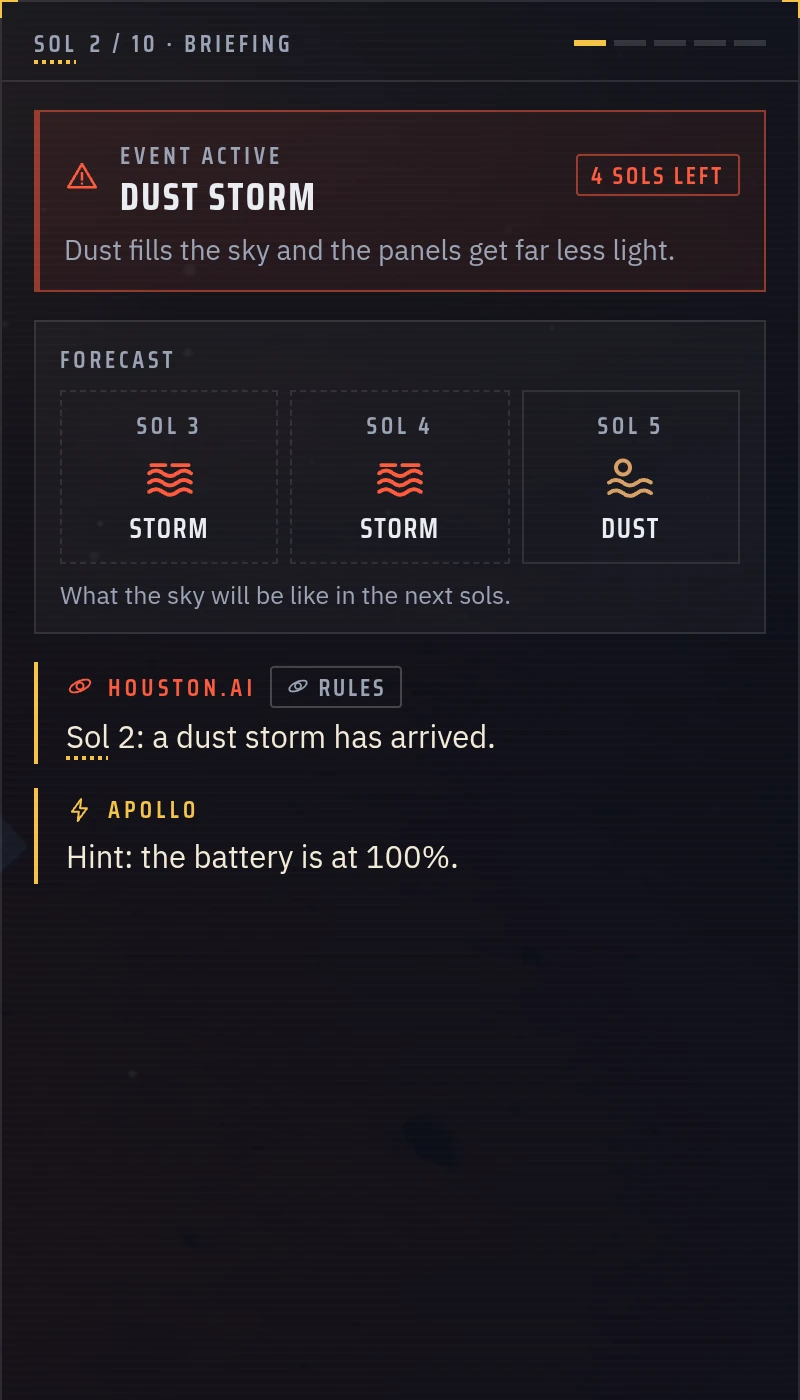 SOL 2 / 10 · BRIEFING
EVENT ACTIVE
DUST STORM
4 SOLS LEFT
Dust fills the sky and the panels get far less light.
FORECAST
SOL 3
STORM
SOL 4
STORM
SOL 5
DUST
What the sky will be like in the next sols.
HOUSTON.AI
RULES
Sol 2: a dust storm has arrived.
APOLLO
Hint: the battery is at 100%.